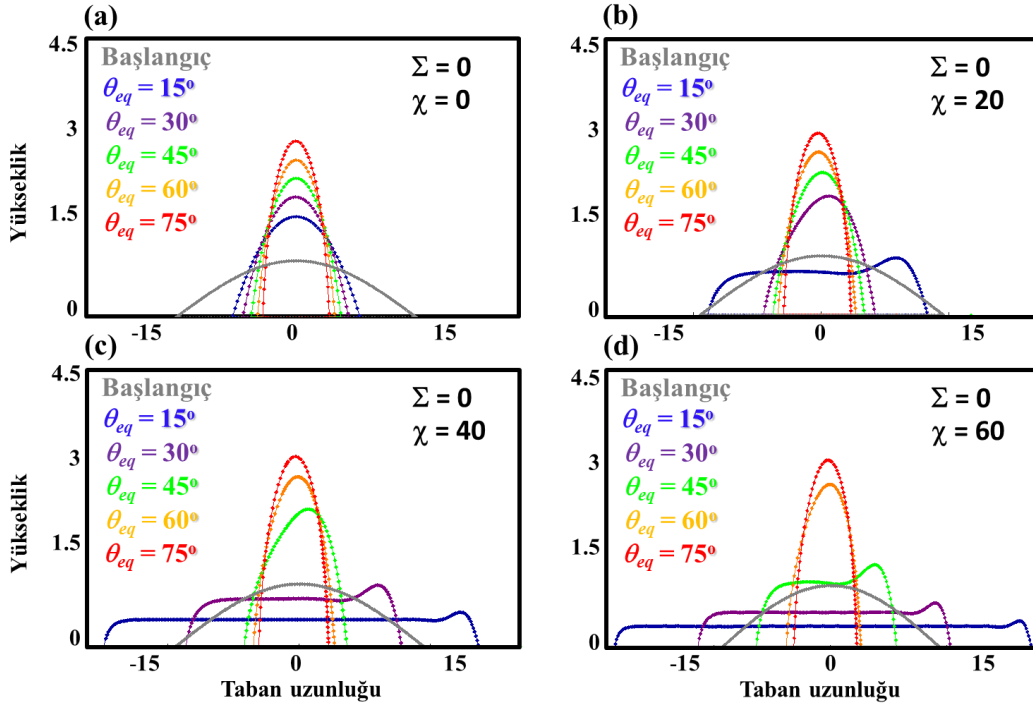 (a)
4.5
3
1.5
0
Yükseklik
Başlangıç
θeq = 15º
θeq = 30º
θeq = 45º
θeq = 60º
θeq = 75º
Σ = 0
χ = 0
-15 0 15
(b)
4.5
3
1.5
0
Başlangıç
θeq = 15º
θeq = 30º
θeq = 45º
θeq = 60º
θeq = 75º
Σ = 0
χ = 20
-15 0 15
(c)
4.5
3
1.5
0
Yükseklik
Başlangıç
θeq = 15º
θeq = 30º
θeq = 45º
θeq = 60º
θeq = 75º
Σ = 0
χ = 40
-15 0 15
Taban uzunluğu
(d)
4.5
3
1.5
0
Başlangıç
θeq = 15º
θeq = 30º
θeq = 45º
θeq = 60º
θeq = 75º
Σ = 0
χ = 60
-15 0 15
Taban uzunluğu